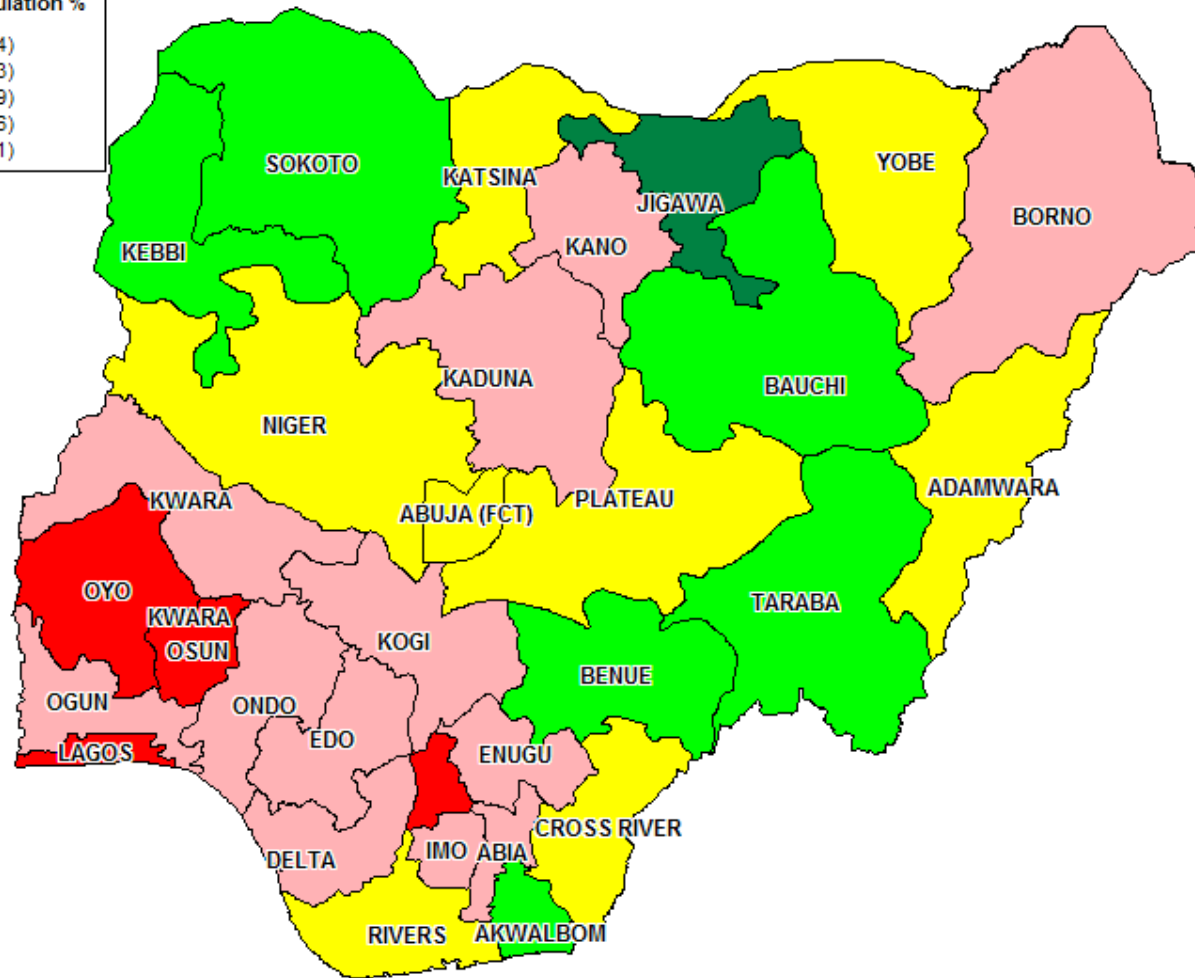 ulation %
4)
3)
9)
6)
1)
SOKOTO
KATSINA
YOBE
JIGAWA
BORNO
KEBBI
KANO
KADUNA
BAUCHI
NIGER
ADAMWARA
KWARA
PLATEAU
ABUJA (FCT)
OYO
TARABA
KWARA
KOGI
OSUN
BENUE
OGUN
ONDO
EDO
LAGOS
ENUGU
CROSS RIVER
IMO
ABIA
DELTA
RIVERS
AKWALBOM